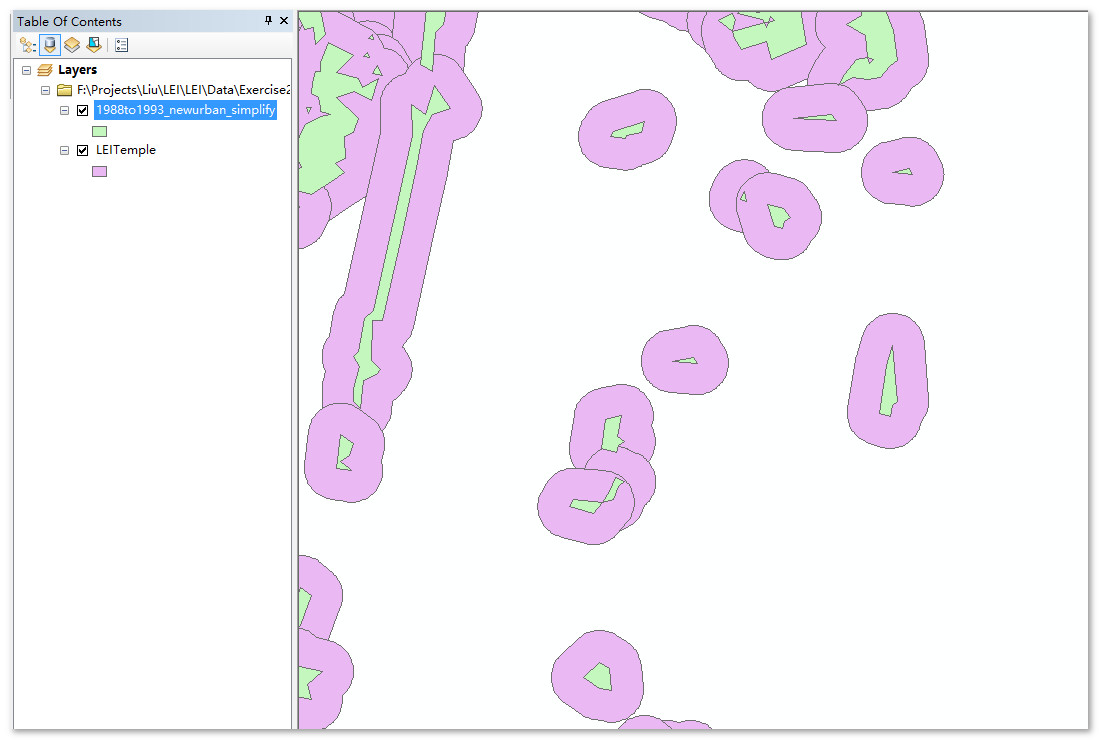 Table Of Contents
Layers
F:\Projects\Liu\LEI\LEI\Data\Exercise2
1988to1993_newurban_simplify
LEITemple